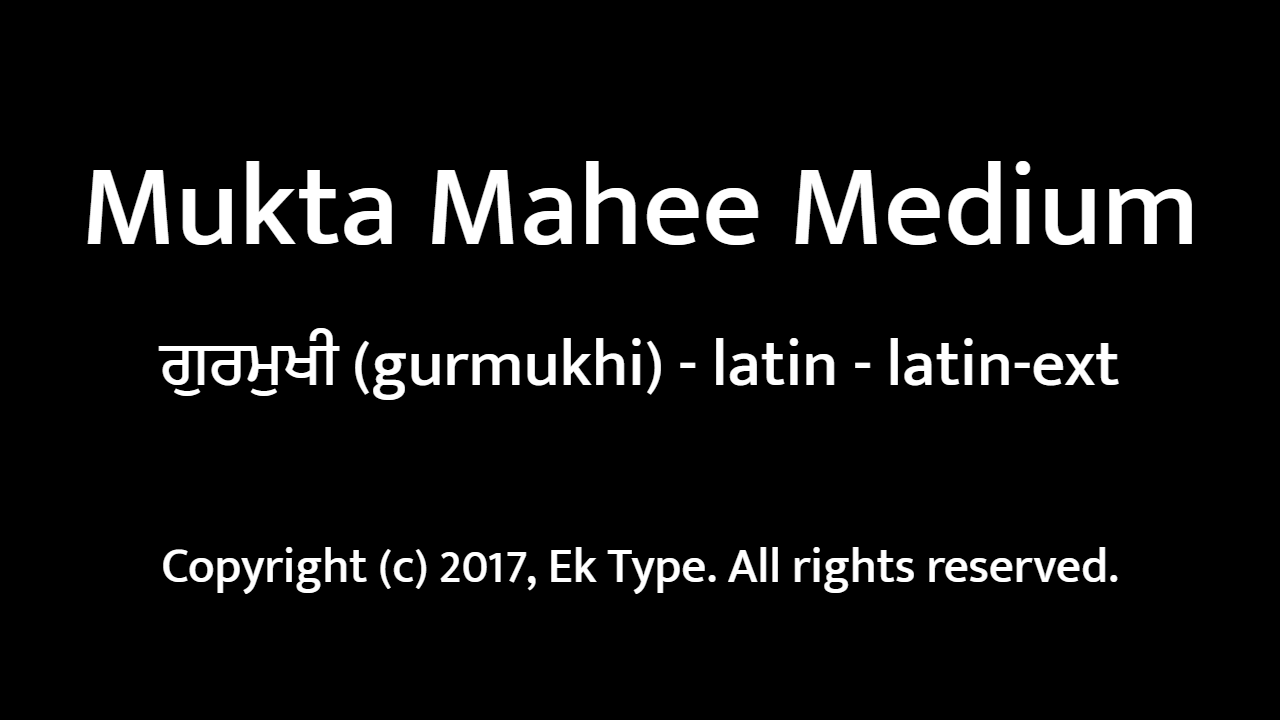 Mukta Mahee Medium
ਗੁਰਮੁਖੀ (gurmukhi) - latin - latin-ext
Copyright (c) 2017, Ek Type. All rights reserved.